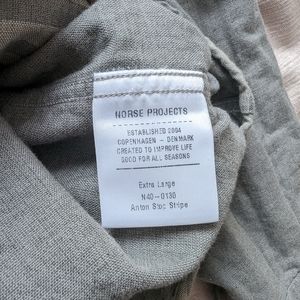 NORSE PROJECTS
ESTABLISHED 2004
COPENHAGEN – DENMARK
CREATED TO IMPROVE LIFE
GOOD FOR ALL SEASONS
Extra Large
N40-0130
Anton Stripe